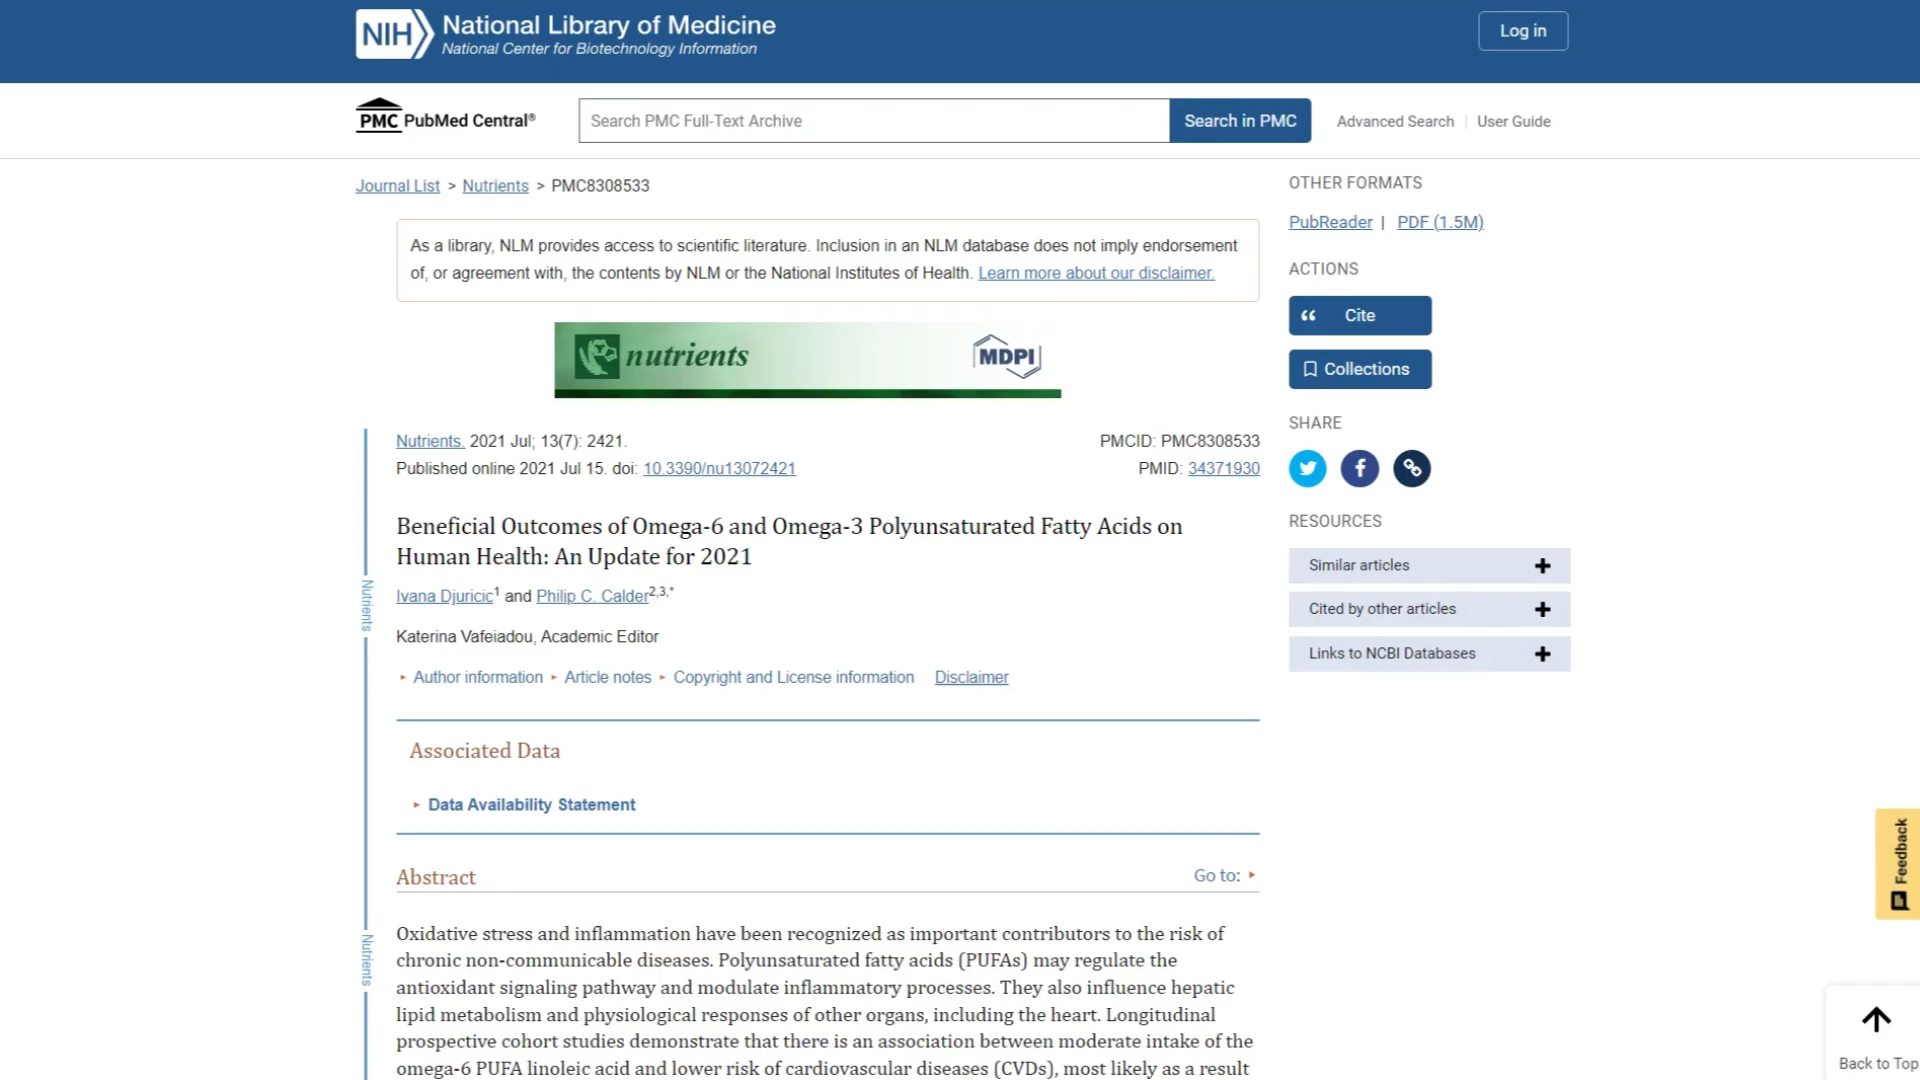 NIH National Library of Medicine
National Center for Biotechnology Information
Log in
PMC PubMed Central®
Search PMC Full-Text Archive
Search in PMC
Advanced Search
User Guide
Journal List > Nutrients > PMC8308533
As a library, NLM provides access to scientific literature. Inclusion in an NLM database does not imply endorsement
of, or agreement with, the contents by NLM or the National Institutes of Health. Learn more about our disclaimer.
nutrients
MDPI
Nutrients. 2021 Jul; 13(7): 2421.
PMCID: PMC8308533
Published online 2021 Jul 15. doi: 10.3390/nu13072421
PMID: 34371930
Beneficial Outcomes of Omega-6 and Omega-3 Polyunsaturated Fatty Acids on
Human Health: An Update for 2021
Ivana Djuricic1 and Philip C. Calder2,3,*
Katerina Vafeiadou, Academic Editor
Author information
Article notes
Copyright and License information
Disclaimer
Associated Data
Data Availability Statement
Abstract
Go to:
Oxidative stress and inflammation have been recognized as important contributors to the risk of
chronic non-communicable diseases. Polyunsaturated fatty acids (PUFAs) may regulate the
antioxidant signaling pathway and modulate inflammatory processes. They also influence hepatic
lipid metabolism and physiological responses of other organs, including the heart. Longitudinal
prospective cohort studies demonstrate that there is an association between moderate intake of the
omega-6 PUFA linoleic acid and lower risk of cardiovascular diseases (CVDs), most likely as a result
Nutrients
Nutrients
OTHER FORMATS
PubReader | PDF (1.5M)
ACTIONS
Cite
Collections
SHARE
RESOURCES
Similar articles
Cited by other articles
Links to NCBI Databases
Feedback
Back to Top